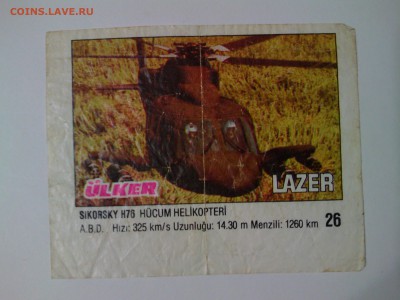 COINS.LAVE.RU
ÜLKER
LAZER
SIKORSKY H76 HÜCUM HELİKOPTERİ
A.B.D. Hızı: 325 km/s Uzunluğu: 14.30 m Menzili: 1260 km 26